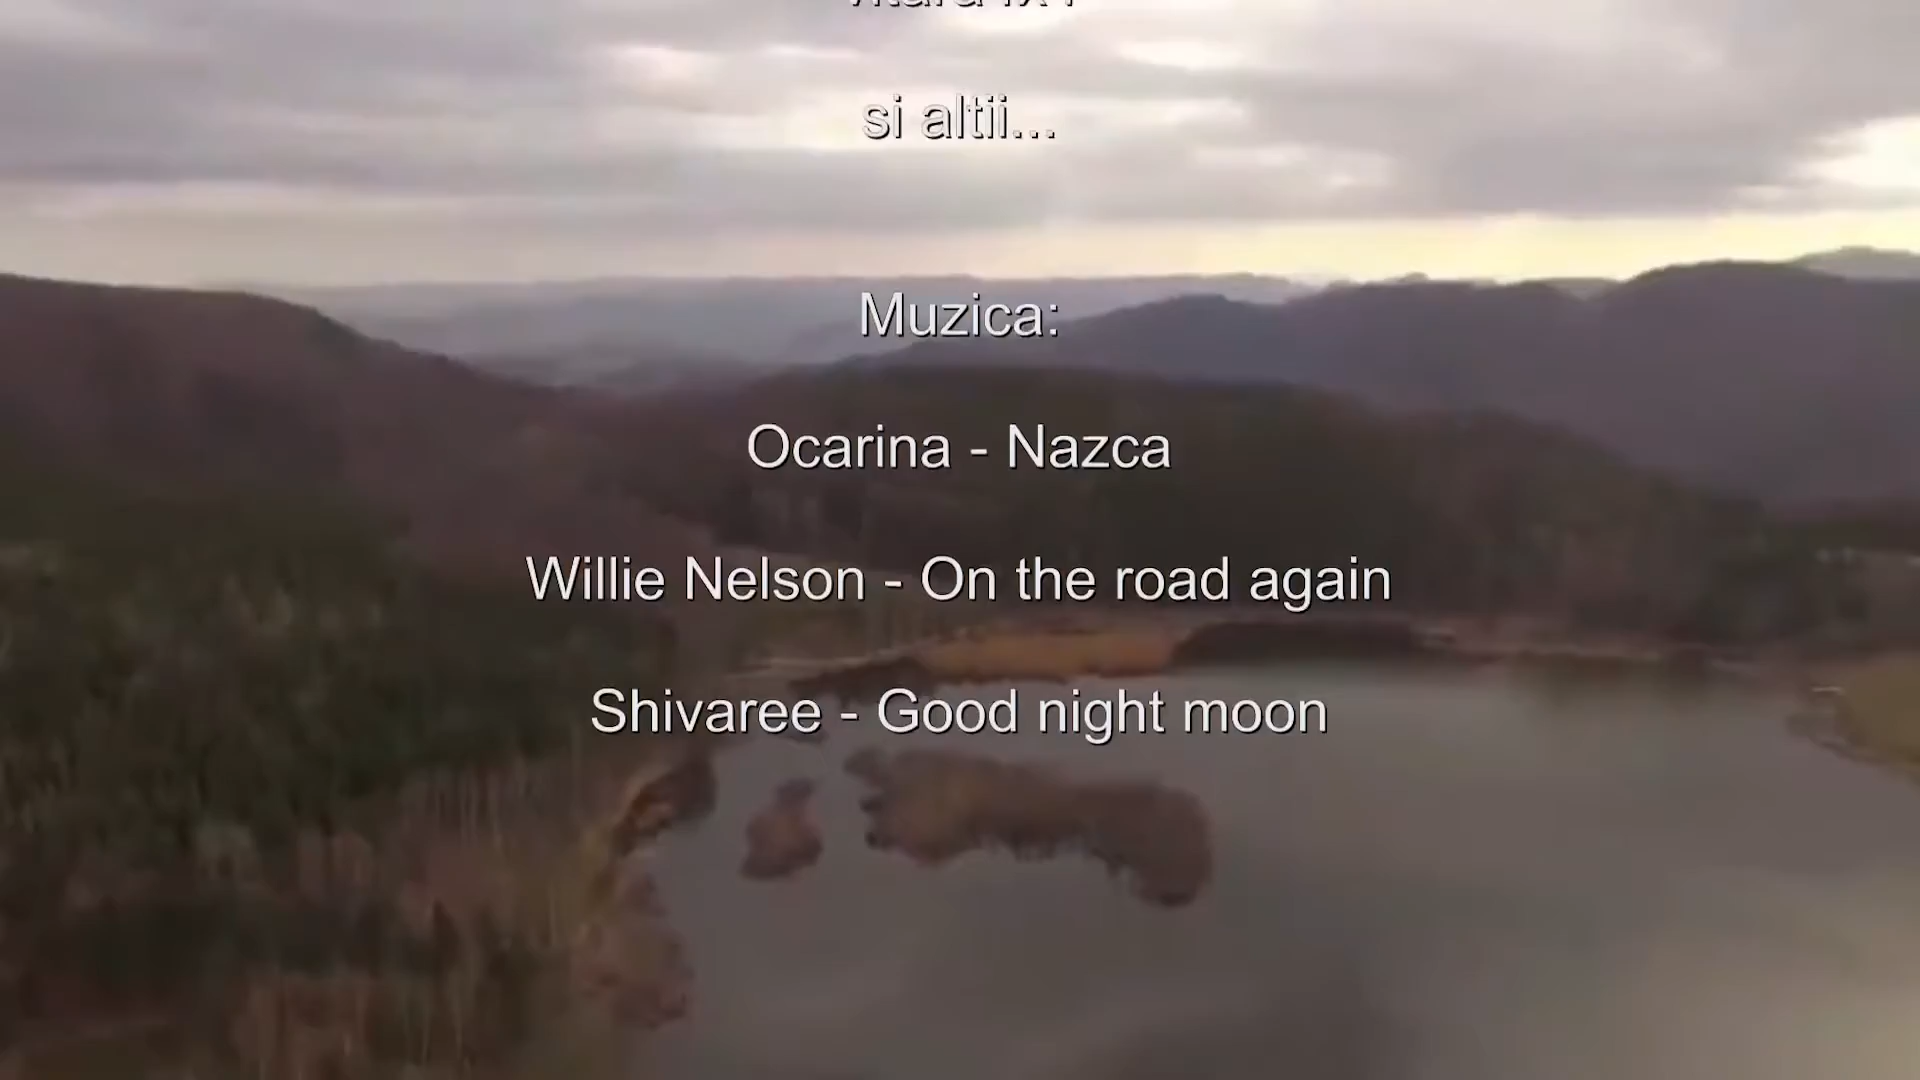 si altii...
Muzica:
Ocarina - Nazca
Willie Nelson - On the road again
Shivaree - Good night moon